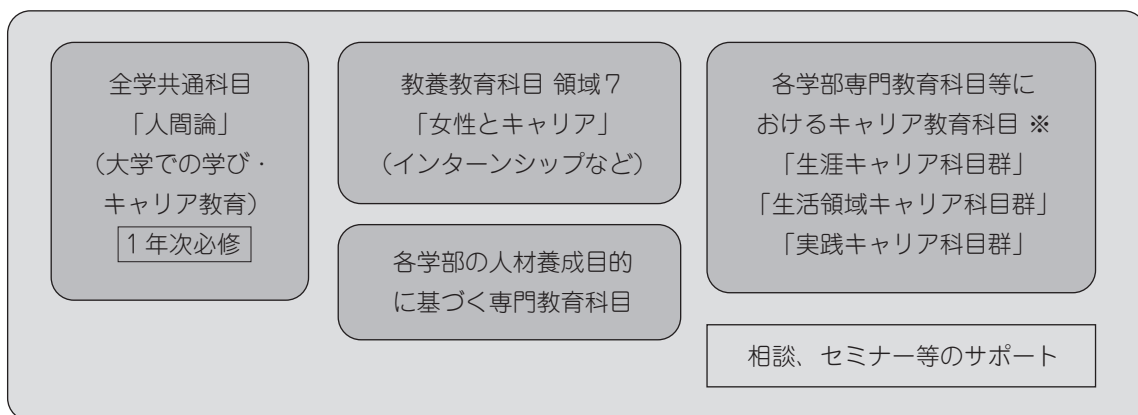 全学共通科目
「人間論」
（大学での学び・
キャリア教育）
1年次必修
教養教育科目 領域7
「女性とキャリア」
（インターンシップなど）
各学部の人材養成目的
に基づく専門教育科目
各学部専門教育科目等に
おけるキャリア教育科目 ※
「生涯キャリア科目群」
「生活領域キャリア科目群」
「実践キャリア科目群」
相談、セミナー等のサポート